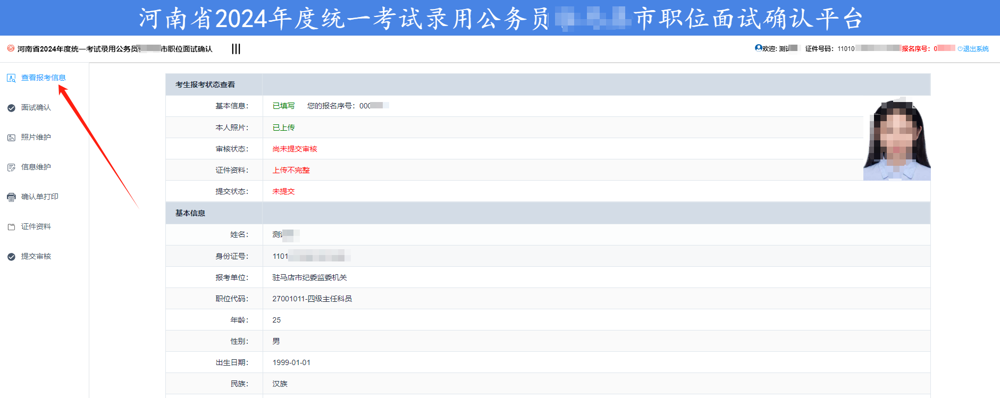 河南省2024年度统一考试录用公务员 市职位面试确认平台
河南省2024年度统一考试录用公务员 市职位面试确认
欢迎: 测试 证件号码： 11010 报名序号： 0 退出系统
查看报考信息
面试确认
照片维护
信息维护
确认单打印
证件资料
提交审核
考生报考状态查看
基本信息： 已填写 您的报名序号：000
本人照片： 已上传
审核状态： 尚未提交审核
证件资料： 上传不完整
提交状态： 未提交
基本信息
姓名： 测
身份证号： 1101
报考单位： 驻马店市纪委监委机关
职位代码： 27001011-四级主任科员
年龄： 25
性别： 男
出生日期： 1999-01-01
民族： 汉族